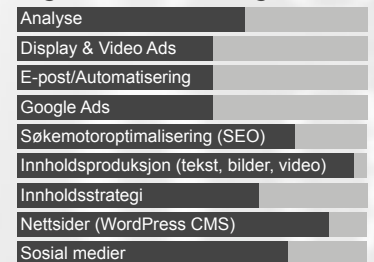 Analyse
Display & Video Ads
E-post/Automatisering
Google Ads
Søkemotoroptimalisering (SEO)
Innholdsproduksjon (tekst, bilder, video)
Innholdsstrategi
Nettsider (WordPress CMS)
Sosial medier